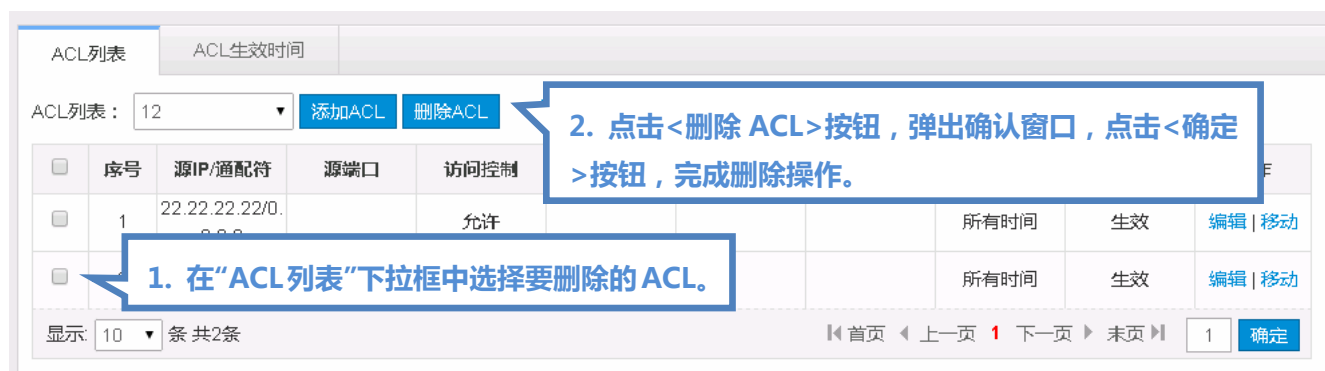 ACL列表 ACL生效时间
ACL列表： 12 添加ACL 删除ACL
2. 点击<删除 ACL>按钮，弹出确认窗口，点击<确定
>按钮，完成删除操作。
序号 源IP/通配符 源端口 访问控制
1 22.22.22.22/0. 允许 所有时间 生效 编辑 | 移动
1. 在“ACL列表”下拉框中选择要删除的ACL。
所有时间 生效 编辑 | 移动
显示: 10 条 共2条 首页 上一页 1 下一页 末页 1 确定